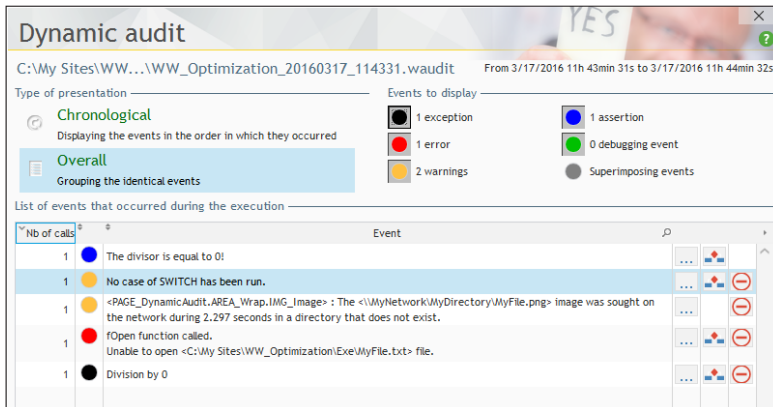 YES
Dynamic audit
C:\My Sites\WW...\WW_Optimization_20160317_114331.waudit
From 3/17/2016 11h 43min 31s to 3/17/2016 11h 44min 32s
Type of presentation
Chronological
Displaying the events in the order in which they occurred
Overall
Grouping the identical events
Events to display
1 exception
1 assertion
1 error
0 debugging event
2 warnings
Superimposing events
List of events that occurred during the execution
Nb of calls Event
1 The divisor is equal to 0! ...
1 No case of SWITCH has been run. ...
1 <PAGE_DynamicAudit.AREA_Wrap.IMG_Image> : The <\\MyNetwork\MyDirectory\MyFile.png> image was sought on ...
the network during 2.297 seconds in a directory that does not exist.
1 fOpen function called. ...
Unable to open <C:\My Sites\WW_Optimization\Exe\MyFile.txt> file.
1 Division by 0 ...